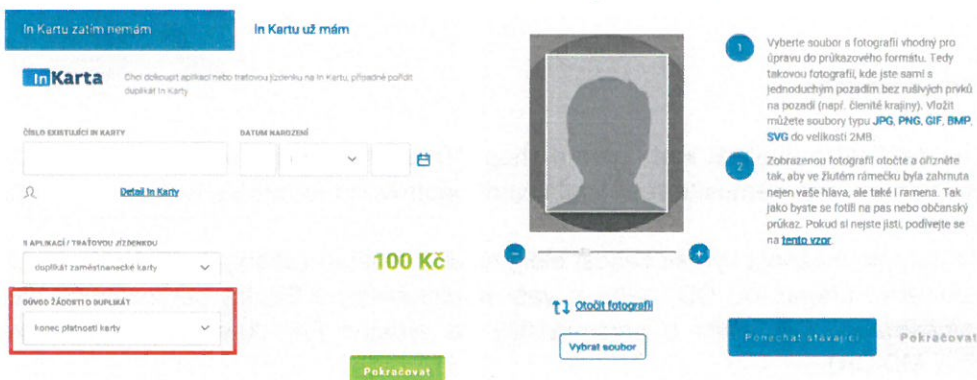 In Kartu zatím nemám
In Kartu už mám
In Karta
Chci dokoupit aplikaci nebo traťovou jízdenku na In Kartu, případně pořídit
duplikát In Karty
ČÍSLO EXISTUJÍCÍ IN KARTY
DATUM NAROZENÍ
Detail In Karty
S APLIKACÍ / TRAŤOVOU JÍZDENKOU
duplikát zaměstnanecké karty
100 Kč
DŮVOD ŽÁDOSTI O DUPLIKÁT
konec platnosti karty
Pokračovat
Otočit fotografii
Vybrat soubor
1
Vyberte soubor s fotografií vhodný pro
úpravu do průkazového formátu. Tedy
takovou fotografii, kde jste sami s
jednoduchým pozadím bez rušivých prvků
na pozadí (např. členité krajiny). Vložit
můžete soubory typu JPG, PNG, GIF, BMP,
SVG do velikosti 2MB.
2
Zobrazenou fotografii otočte a ořízněte
tak, aby ve žlutém rámečku byla zahrnuta
nejen vaše hlava, ale také i ramena. Tak
jako byste se fotili na pas nebo občanský
průkaz. Pokud si nejste jisti, podívejte se
na tento vzor.
Ponechat stávající
Pokračovat